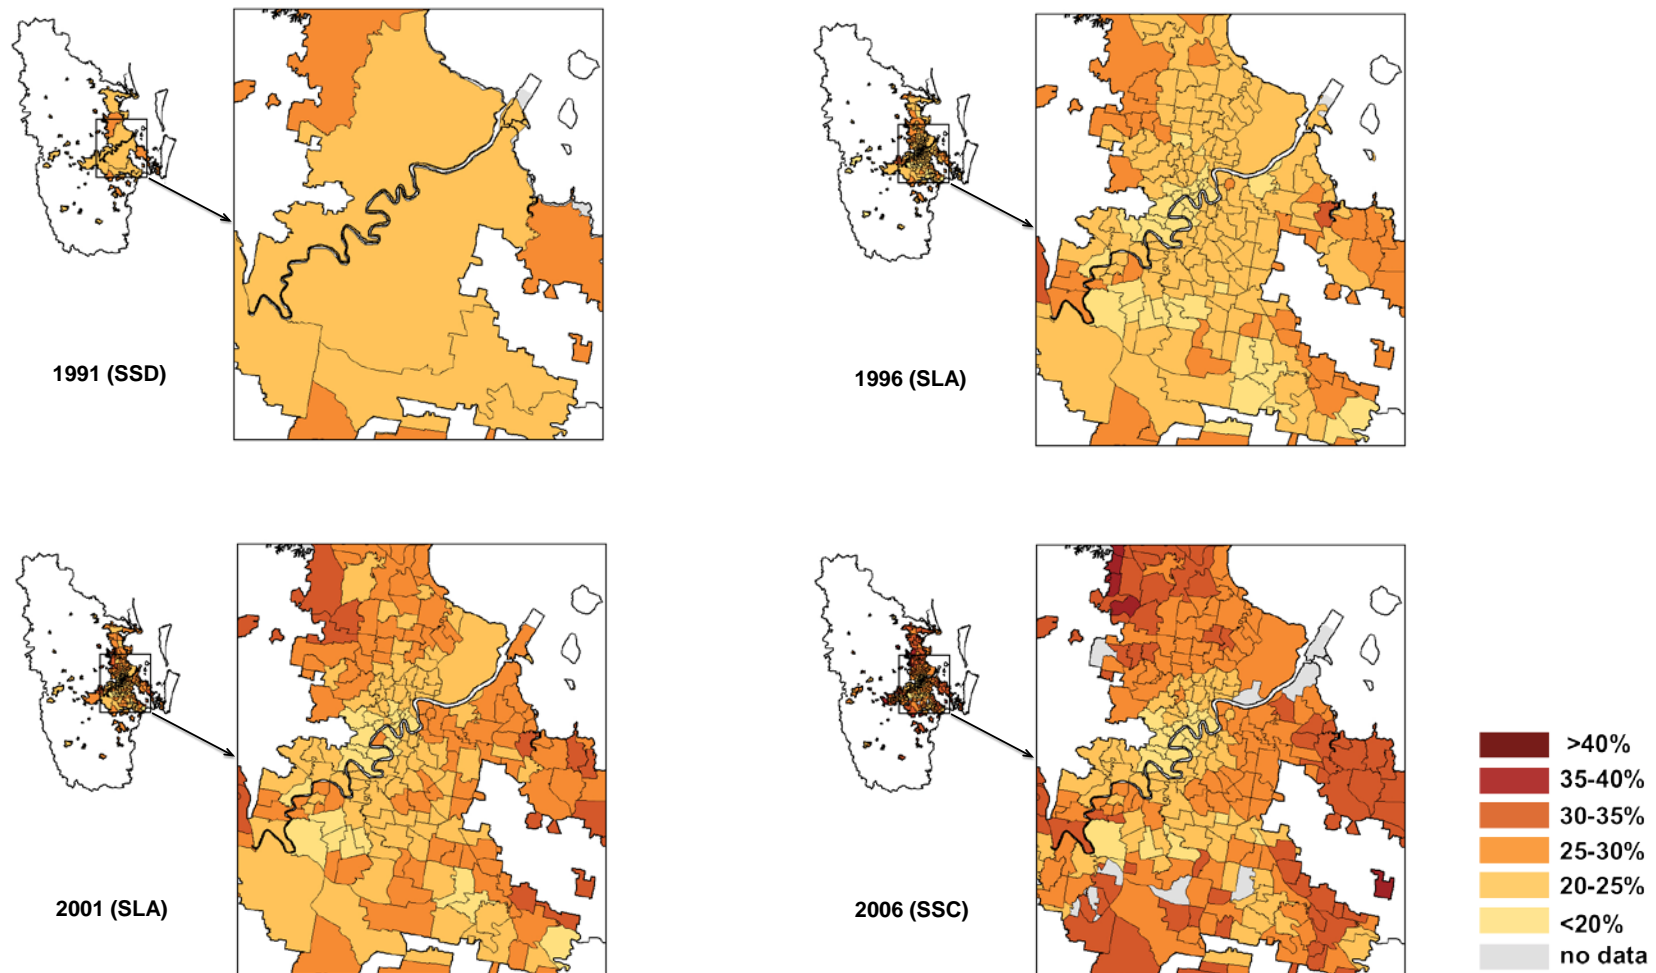 1991 (SSD)
1996 (SLA)
2001 (SLA)
2006 (SSC)
>40%
35-40%
30-35%
25-30%
20-25%
<20%
no data